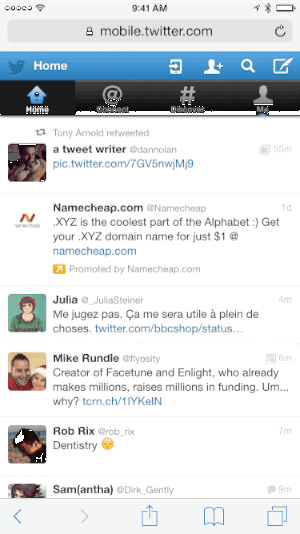 9:41 AM
mobile.twitter.com
Home
Home
Connect
Discover
Me
Tony Arnold retweeted
a tweet writer @dannolan
55m
pic.twitter.com/7GV5nwjMj9
Namecheap.com @Namecheap
1d
.XYZ is the coolest part of the Alphabet :) Get
your .XYZ domain name for just $1 @
namecheap.com
Promoted by Namecheap.com
Julia @_JuliaSteiner
4m
Me jugez pas. Ça me sera utile à plein de
choses. twitter.com/bbcshop/status...
Mike Rundle @flyosity
6m
Creator of Facetune and Enlight, who already
makes millions, raises millions in funding. Um...
why? tcrn.ch/1IYKeIN
Rob Rix @rob_rix
7m
Dentistry 😔
Sam(antha) @Dirk_Gently
9m